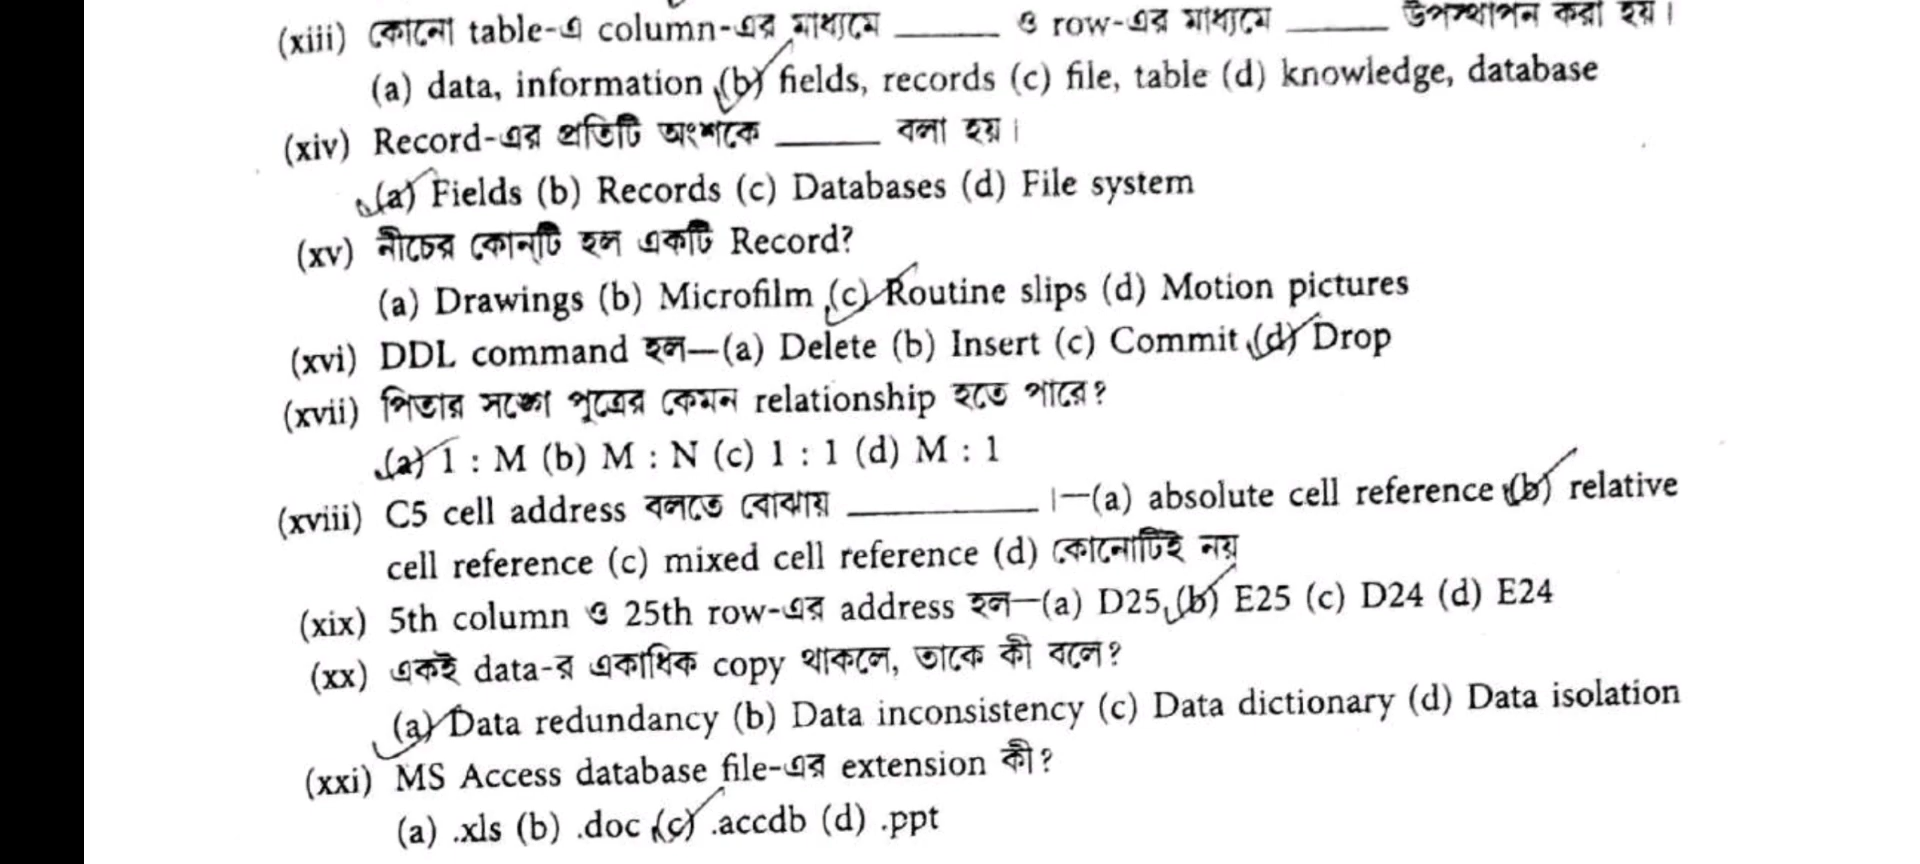 (xiii) কোনো table-এ column-এর মাধ্যমে ______ ও row-এর মাধ্যমে ______ উপস্থাপন করা হয়।
(a) data, information (b) fields, records (c) file, table (d) knowledge, database
(xiv) Record-এর প্রতিটি অংশকে ______ বলা হয়।
(a) Fields (b) Records (c) Databases (d) File system
(xv) নীচের কোন্‌টি হল একটি Record?
(a) Drawings (b) Microfilm (c) Routine slips (d) Motion pictures
(xvi) DDL command হল—(a) Delete (b) Insert (c) Commit (d) Drop
(xvii) পিতার সঙ্গে পুত্রের কেমন relationship হতে পারে?
(a) 1 : M (b) M : N (c) 1 : 1 (d) M : 1
(xviii) C5 cell address বলতে বোঝায় ___________ ।—(a) absolute cell reference (b) relative
cell reference (c) mixed cell reference (d) কোনোটিই নয়
(xix) 5th column ও 25th row-এর address হল—(a) D25 (b) E25 (c) D24 (d) E24
(xx) একই data-র একাধিক copy থাকলে, তাকে কী বলে?
(a) Data redundancy (b) Data inconsistency (c) Data dictionary (d) Data isolation
(xxi) MS Access database file-এর extension কী?
(a) .xls (b) .doc (c) .accdb (d) .ppt